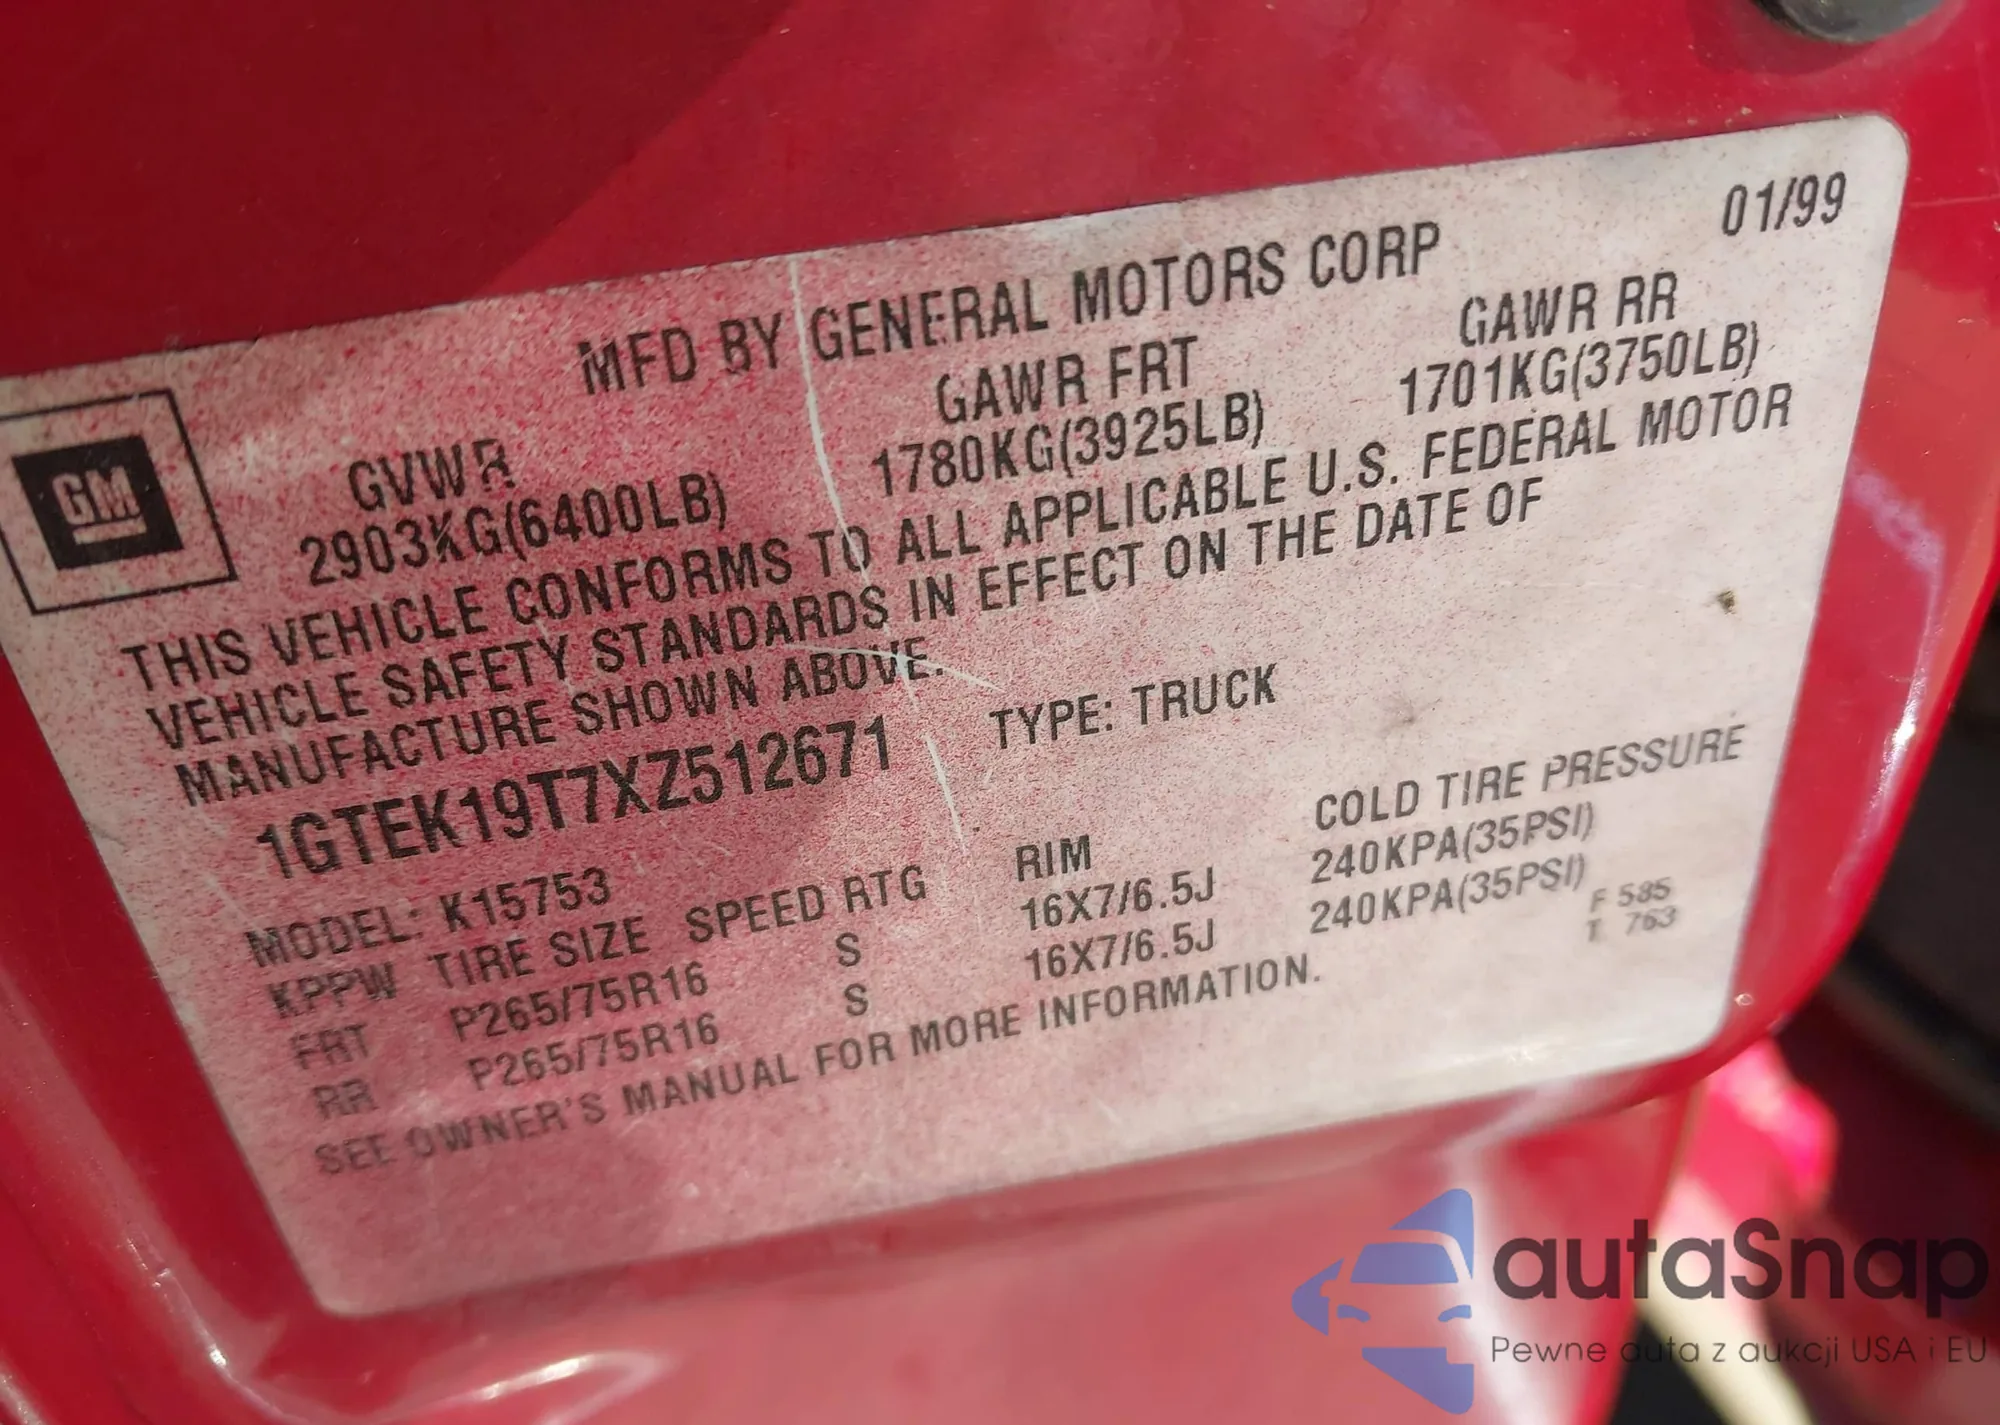 01/99
MFD BY GENERAL MOTORS CORP
GM
GVWR GAWR FRT GAWR RR
2903KG(6400LB) 1780KG(3925LB) 1701KG(3750LB)
THIS VEHICLE CONFORMS TO ALL APPLICABLE U.S. FEDERAL MOTOR
VEHICLE SAFETY STANDARDS IN EFFECT ON THE DATE OF
MANUFACTURE SHOWN ABOVE.
1GTEK19T7XZ512671 TYPE: TRUCK
MODEL: K15753
KPPW TIRE SIZE SPEED RTG RIM COLD TIRE PRESSURE
FRT P265/75R16 S 16X7/6.5J 240KPA(35PSI)
RR P265/75R16 S 16X7/6.5J 240KPA(35PSI)
F 585
T 763
SEE OWNER'S MANUAL FOR MORE INFORMATION.
autaSnap
Pewne auta z aukcji USA i EU